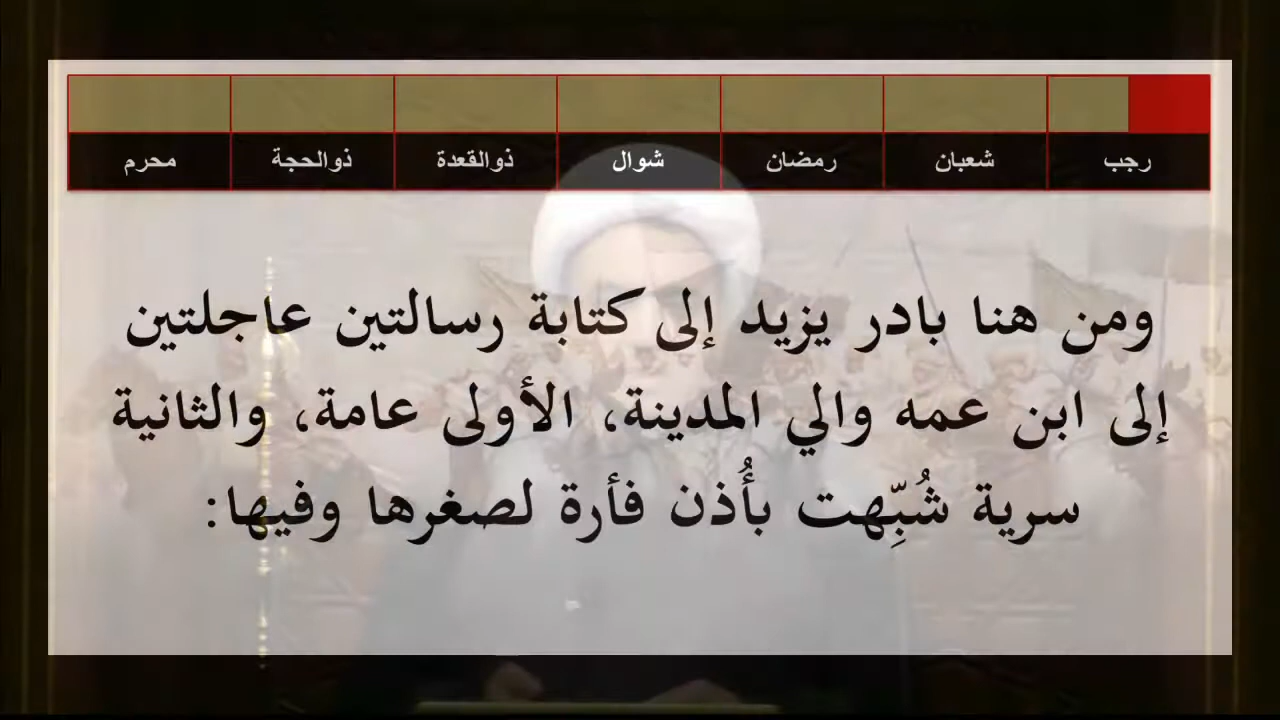 رجب شعبان رمضان شوال ذوالقعدة ذوالحجة محرم
ومن هنا بادر يزيد إلى كتابة رسالتين عاجلتين
إلى ابن عمه والي المدينة، الأولى عامة، والثانية
سرية شُبِّهت بأُذن فأرة لصغرها وفيها: